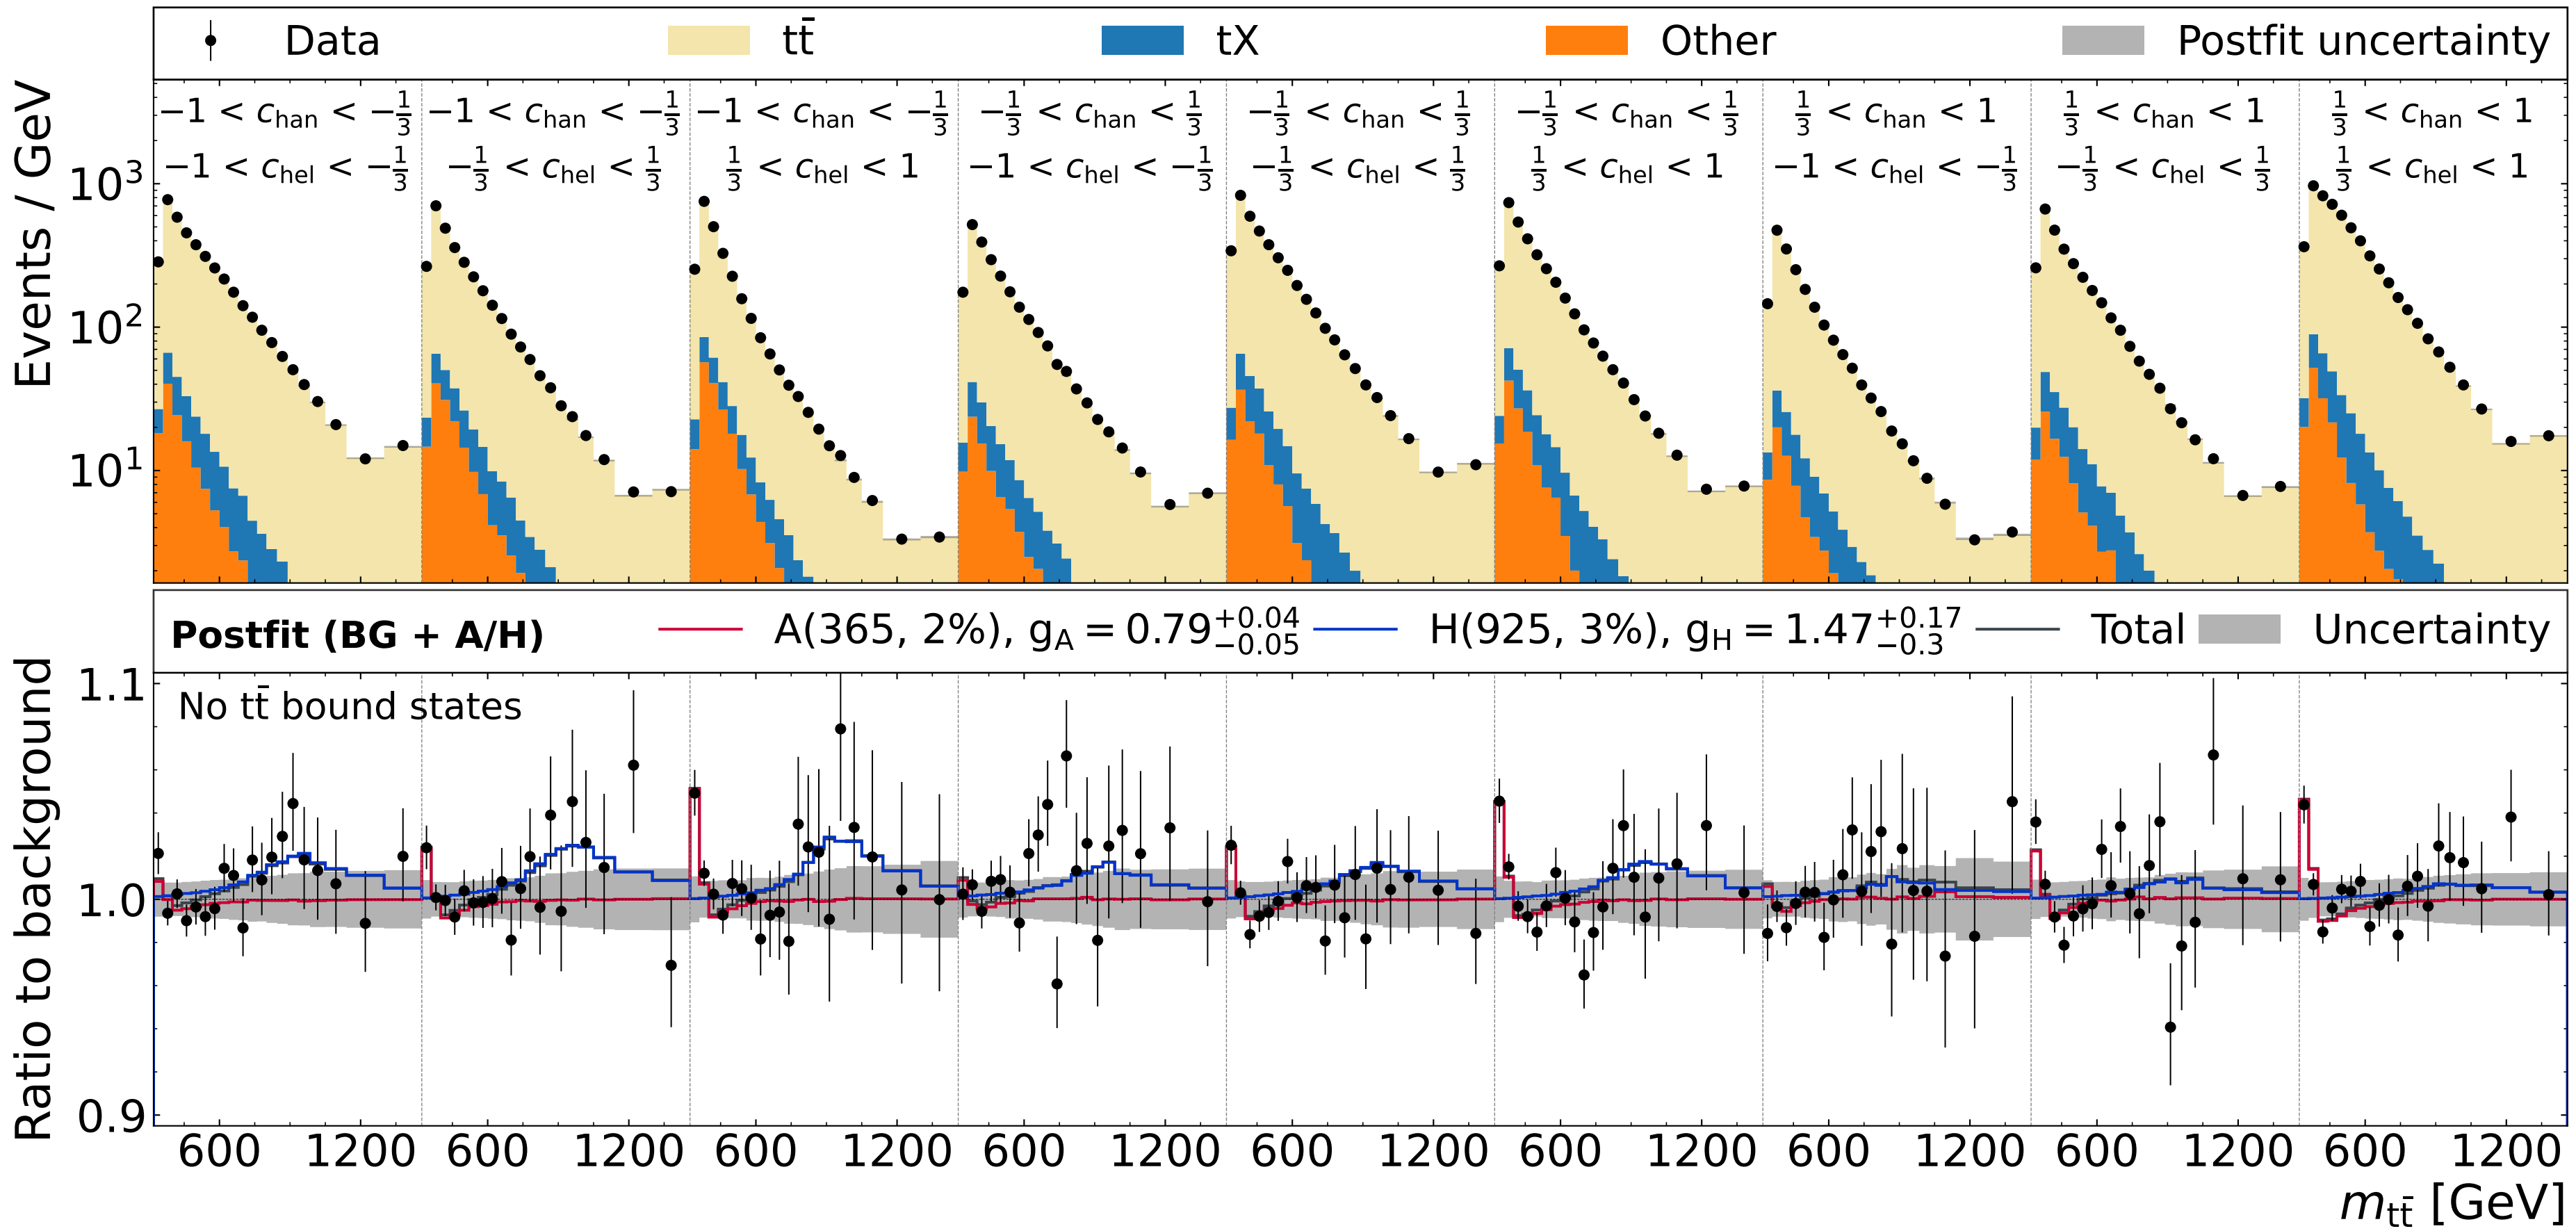 Data tt̄ tX Other Postfit uncertainty
Events / GeV
10³
10²
10¹
−1 < c_han < −1/3 −1 < c_han < −1/3 −1 < c_han < −1/3 −1/3 < c_han < 1/3 −1/3 < c_han < 1/3 −1/3 < c_han < 1/3 1/3 < c_han < 1 1/3 < c_han < 1 1/3 < c_han < 1
−1 < c_hel < −1/3 −1/3 < c_hel < 1/3 1/3 < c_hel < 1 −1 < c_hel < −1/3 −1/3 < c_hel < 1/3 1/3 < c_hel < 1 −1 < c_hel < −1/3 −1/3 < c_hel < 1/3 1/3 < c_hel < 1
Postfit (BG + A/H) A(365, 2%), g_A = 0.79 +0.04 −0.05 H(925, 3%), g_H = 1.47 +0.17 −0.3 Total Uncertainty
No tt̄ bound states
Ratio to background
1.1
1.0
0.9
600 1200 600 1200 600 1200 600 1200 600 1200 600 1200 600 1200 600 1200 600 1200
m_tt̄ [GeV]